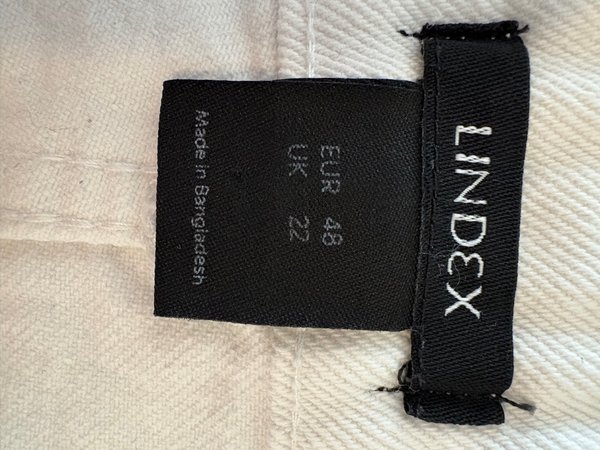 LINDEX
EUR 48
UK 22
Made in Bangladesh